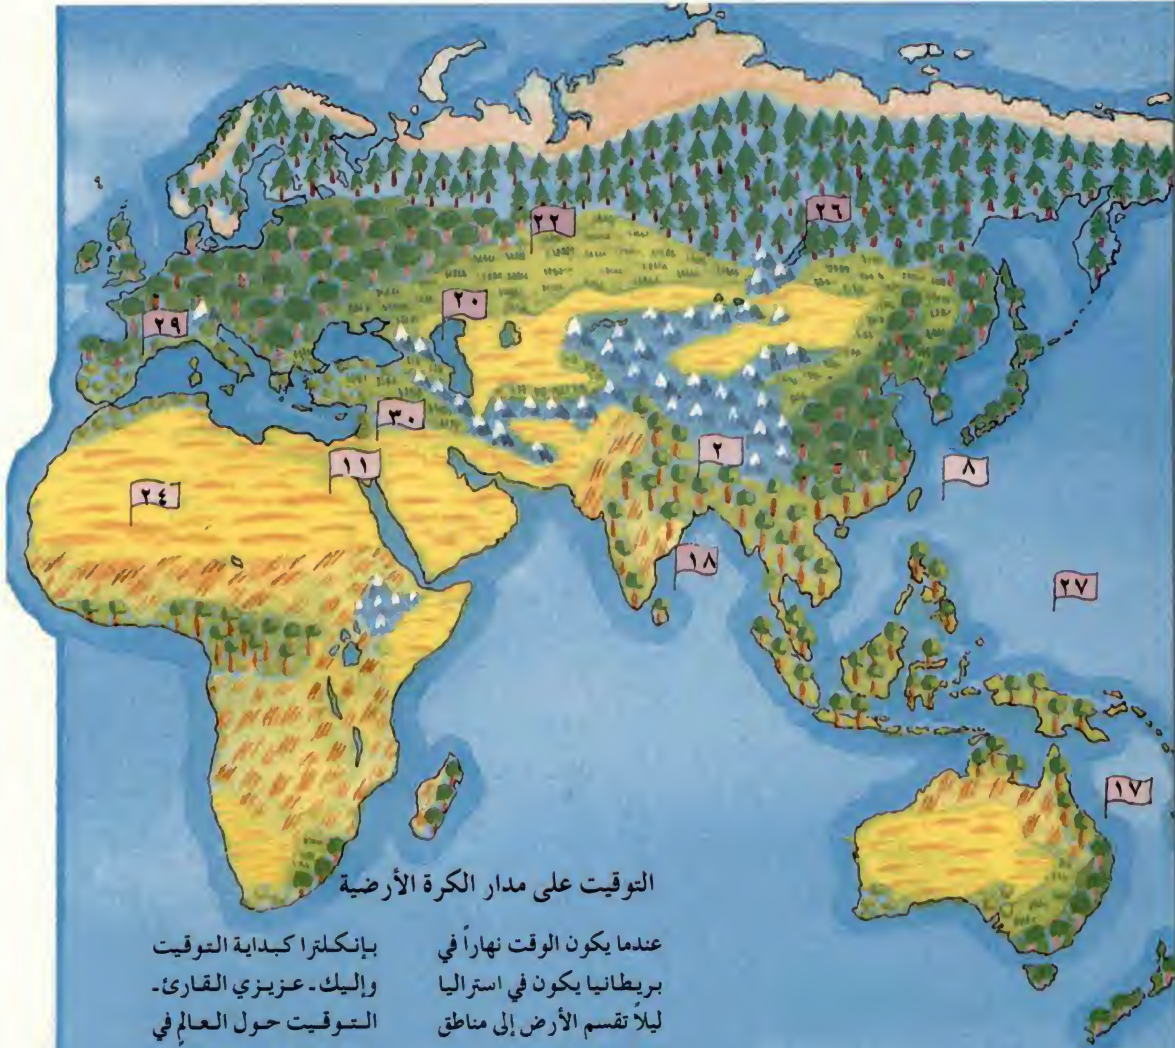 ٢٢
٢٦
٢٩
٢٠
٣٠
١١
٢
٨
٢٤
١٨
٢٧
١٧
التوقيت على مدار الكرة الأرضية
عندما يكون الوقت نهاراً في
بريطانيا يكون في استراليا
ليلاً تقسم الأرض إلى مناطق
بإنكلترا كبداية التوقيت
وإليك ـ عزيزي القارئ ـ
التوقيت حول العالم في